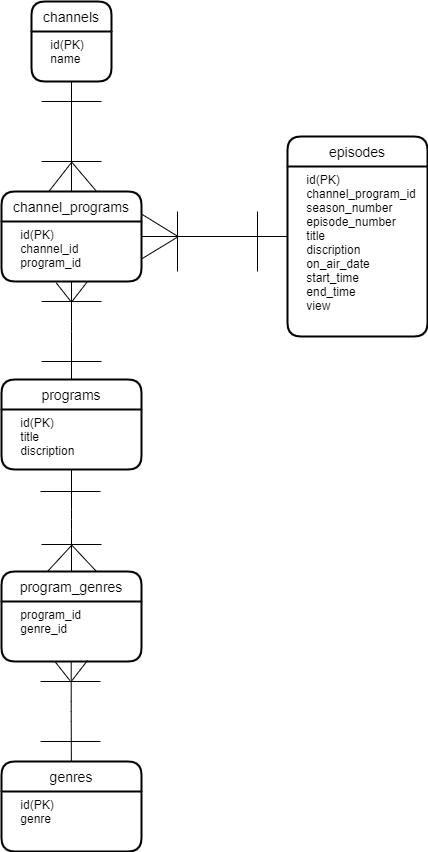 channels
id(PK)
name
channel_programs
id(PK)
channel_id
program_id
episodes
id(PK)
channel_program_id
season_number
episode_number
title
discription
on_air_date
start_time
end_time
view
programs
id(PK)
title
discription
program_genres
program_id
genre_id
genres
id(PK)
genre